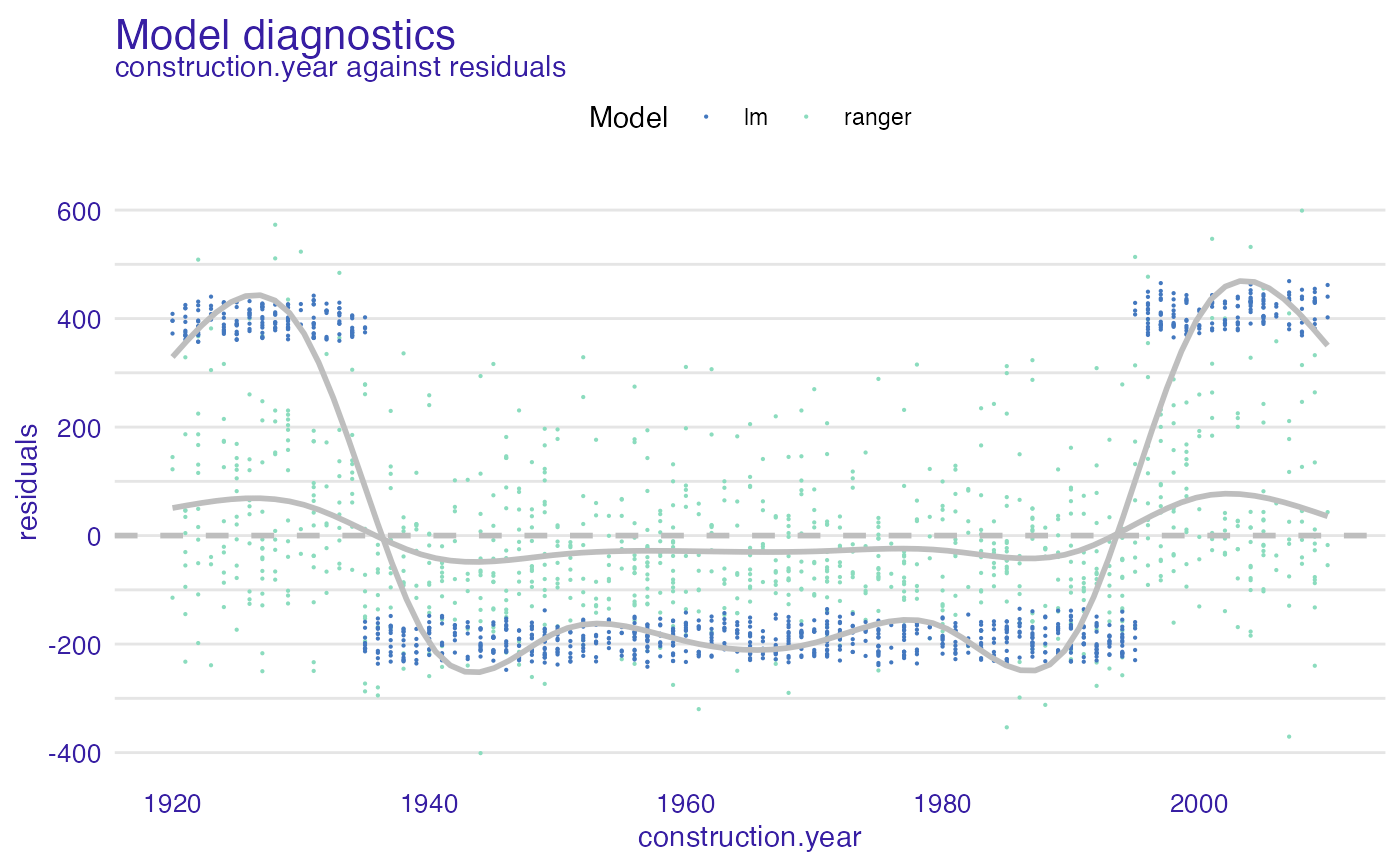 Model diagnostics
construction.year against residuals
Model lm ranger
600
400
200
0
-200
-400
residuals
1920 1940 1960 1980 2000
construction.year